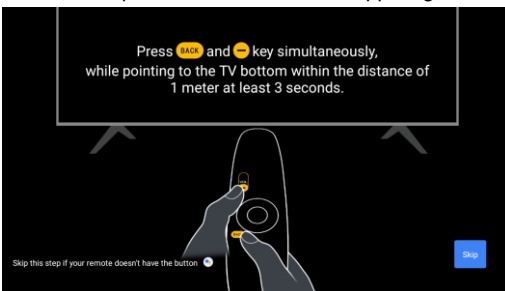 Press BACK and key simultaneously,
while pointing to the TV bottom within the distance of
1 meter at least 3 seconds.
Skip this step if your remote doesn't have the button
Skip